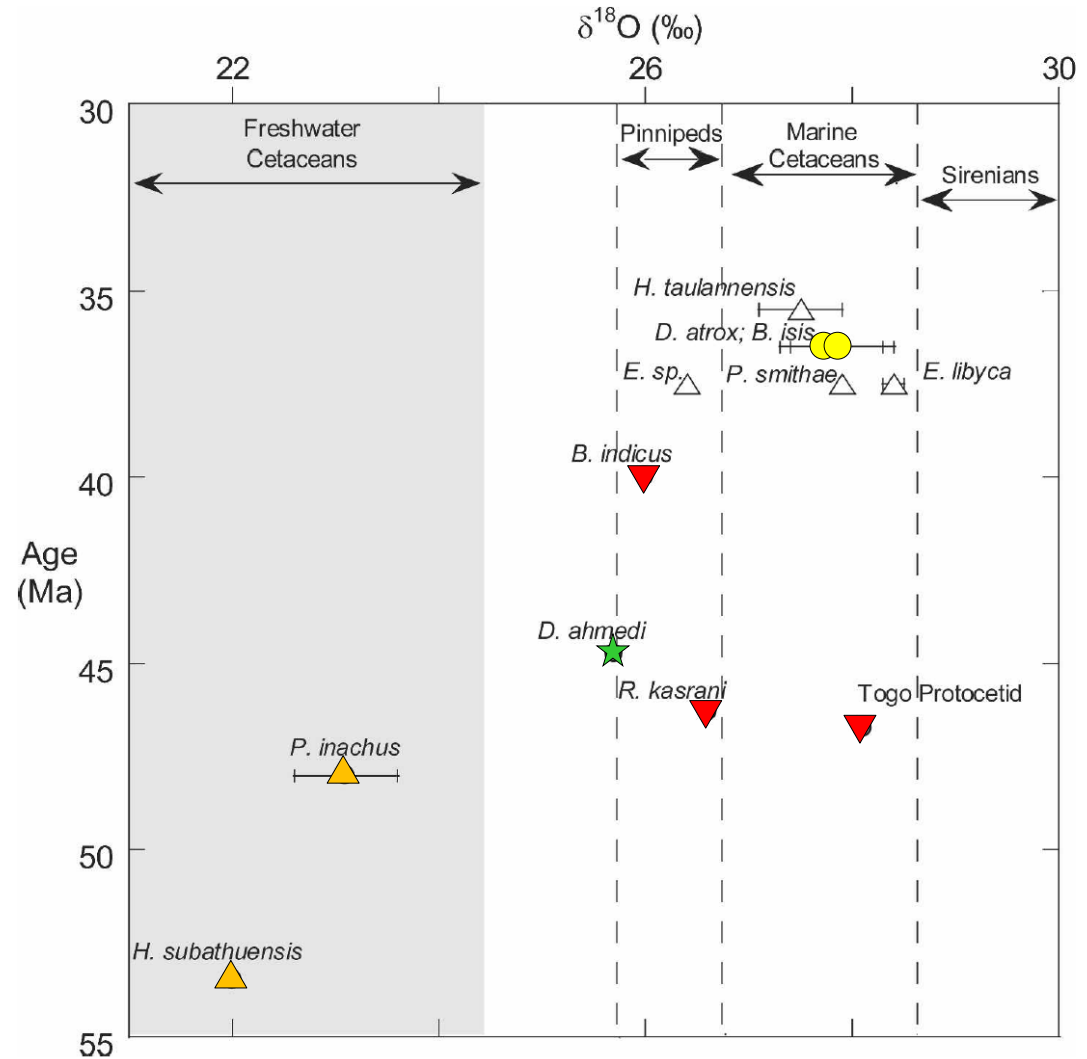 δ18O (‰)
22
26
30
30
Freshwater
Cetaceans
Pinnipeds
Marine
Cetaceans
Sirenians
35
H. taulannensis
D. atrox; B. isis
E. sp.
P. smithae
E. libyca
B. indicus
40
Age
(Ma)
D. ahmedi
45
R. kasrani
Togo Protocetid
P. inachus
50
H. subathuensis
55